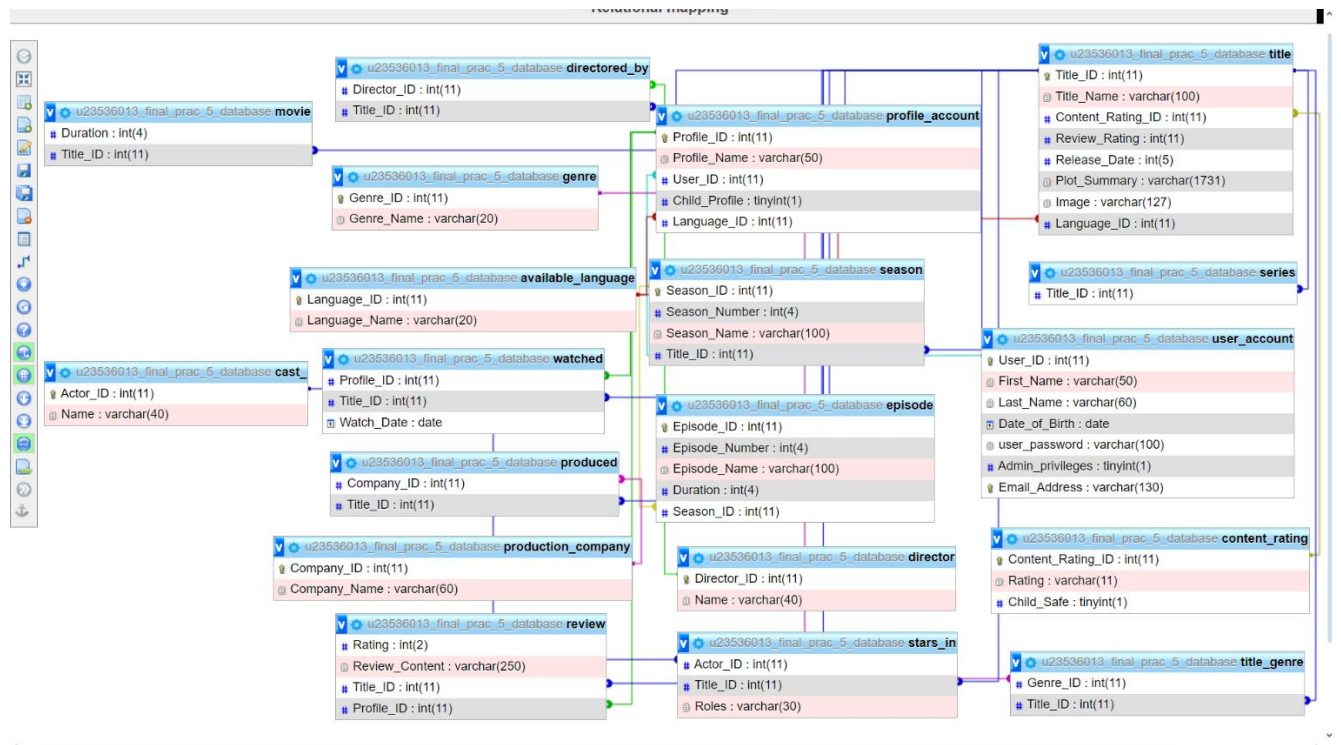 Relational mapping
u23536013_final_prac_5_database directored_by
# Director_ID : int(11)
# Title_ID : int(11)
u23536013_final_prac_5_database movie
# Duration : int(4)
# Title_ID : int(11)
u23536013_final_prac_5_database genre
Genre_ID : int(11)
Genre_Name : varchar(20)
u23536013_final_prac_5_database available_language
Language_ID : int(11)
Language_Name : varchar(20)
u23536013_final_prac_5_database cast_
Actor_ID : int(11)
Name : varchar(40)
u23536013_final_prac_5_database watched
# Profile_ID : int(11)
# Title_ID : int(11)
Watch_Date : date
u23536013_final_prac_5_database produced
# Company_ID : int(11)
# Title_ID : int(11)
u23536013_final_prac_5_database production_company
Company_ID : int(11)
Company_Name : varchar(60)
u23536013_final_prac_5_database review
# Rating : int(2)
Review_Content : varchar(250)
# Title_ID : int(11)
# Profile_ID : int(11)
u23536013_final_prac_5_database profile_account
Profile_ID : int(11)
Profile_Name : varchar(50)
# User_ID : int(11)
# Child_Profile : tinyint(1)
# Language_ID : int(11)
u23536013_final_prac_5_database season
Season_ID : int(11)
# Season_Number : int(4)
Season_Name : varchar(100)
# Title_ID : int(11)
u23536013_final_prac_5_database episode
Episode_ID : int(11)
# Episode_Number : int(4)
Episode_Name : varchar(100)
# Duration : int(4)
# Season_ID : int(11)
u23536013_final_prac_5_database director
Director_ID : int(11)
Name : varchar(40)
u23536013_final_prac_5_database stars_in
# Actor_ID : int(11)
# Title_ID : int(11)
Roles : varchar(30)
u23536013_final_prac_5_database title
Title_ID : int(11)
Title_Name : varchar(100)
# Content_Rating_ID : int(11)
# Review_Rating : int(11)
# Release_Date : int(5)
Plot_Summary : varchar(1731)
Image : varchar(127)
# Language_ID : int(11)
u23536013_final_prac_5_database series
# Title_ID : int(11)
u23536013_final_prac_5_database user_account
User_ID : int(11)
First_Name : varchar(50)
Last_Name : varchar(60)
Date_of_Birth : date
user_password : varchar(100)
# Admin_privileges : tinyint(1)
Email_Address : varchar(130)
u23536013_final_prac_5_database content_rating
Content_Rating_ID : int(11)
Rating : varchar(11)
# Child_Safe : tinyint(1)
u23536013_final_prac_5_database title_genre
# Genre_ID : int(11)
# Title_ID : int(11)